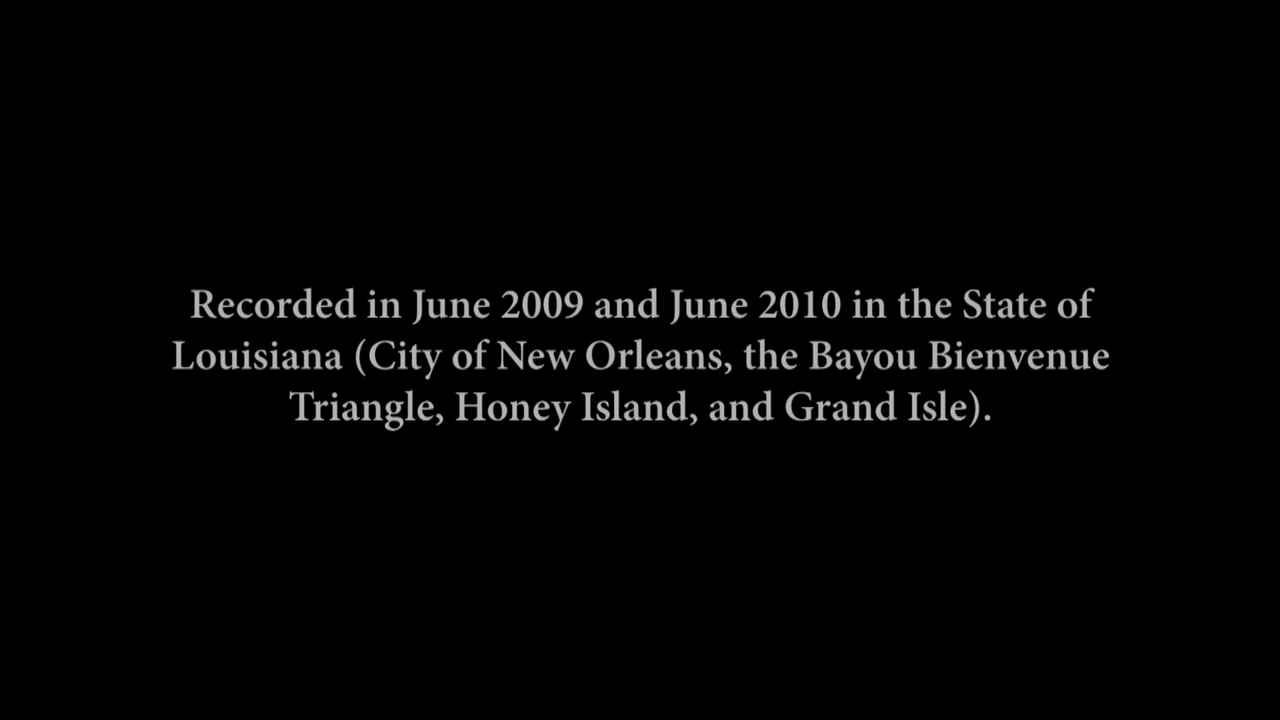 Recorded in June 2009 and June 2010 in the State of
Louisiana (City of New Orleans, the Bayou Bienvenue
Triangle, Honey Island, and Grand Isle).